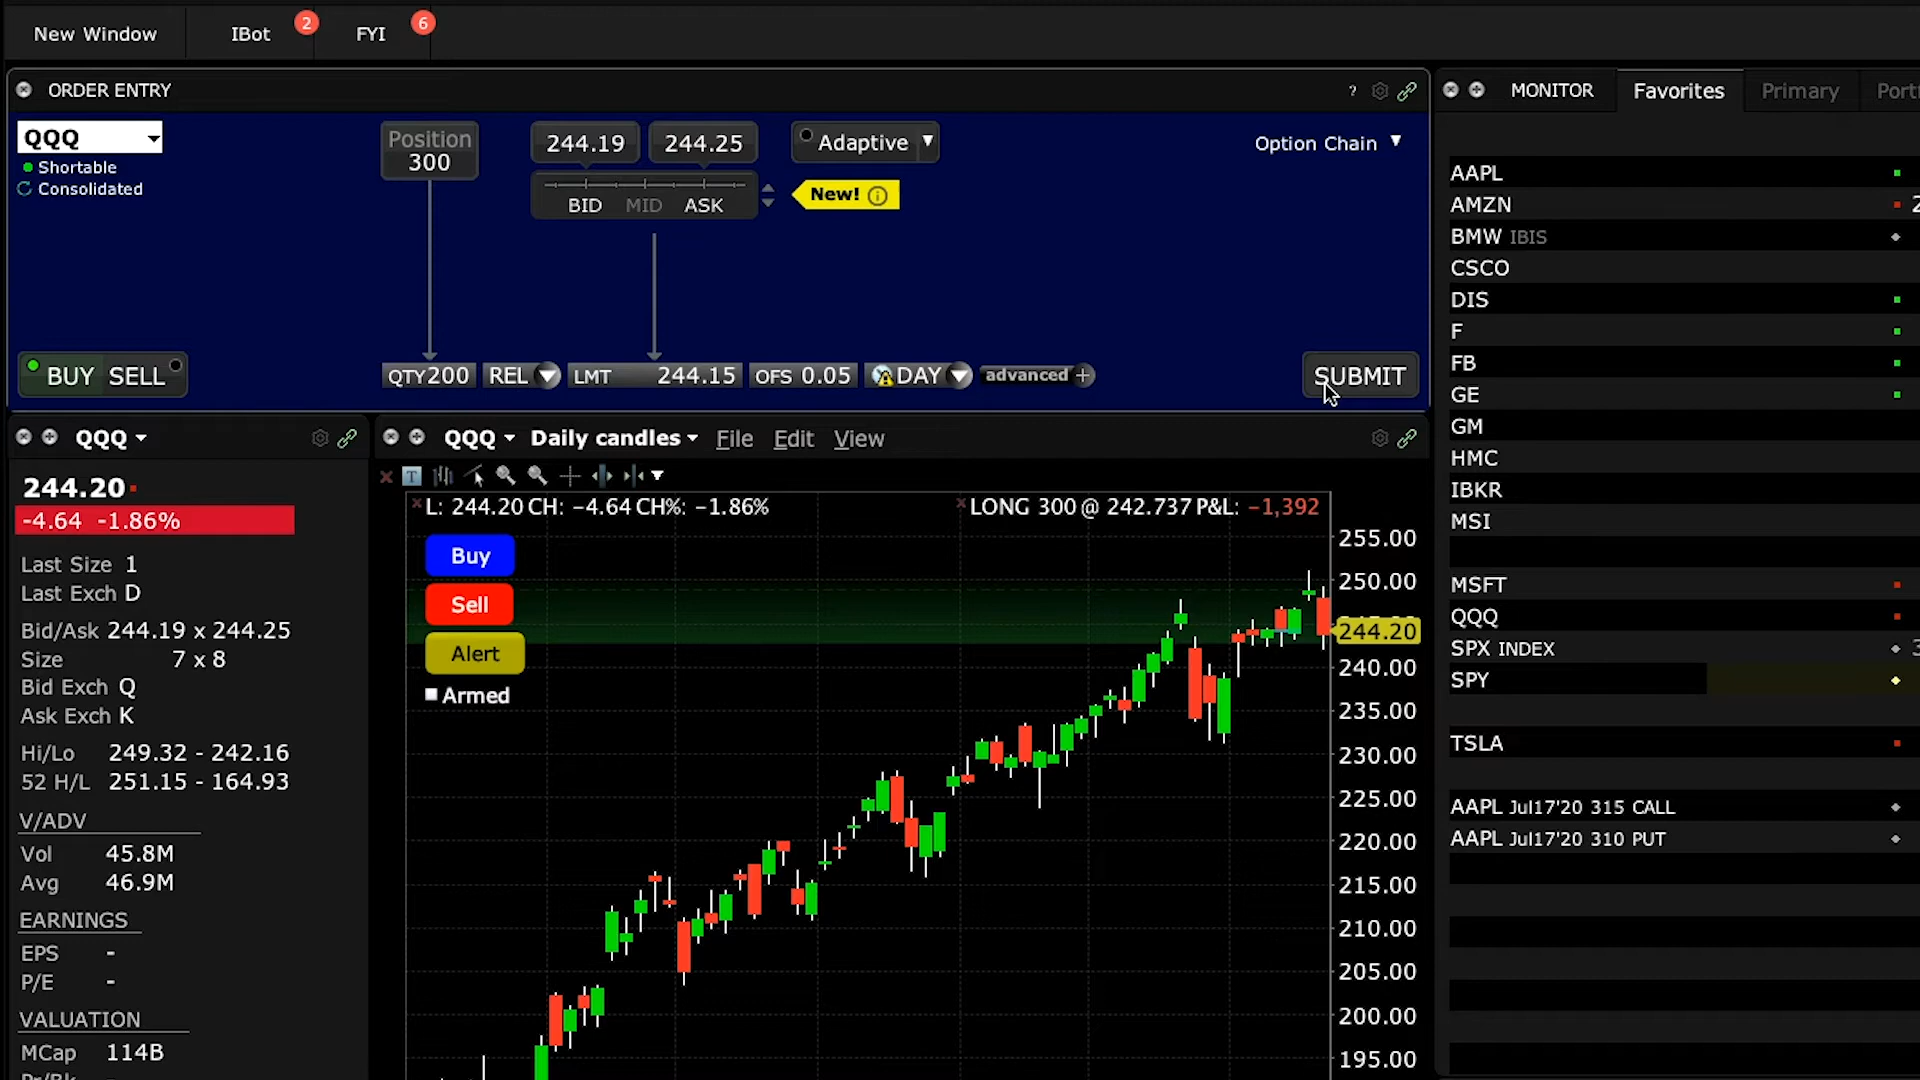 New Window IBot 2 FYI 6
ORDER ENTRY ?
QQQ
Shortable
Consolidated
Position
300
244.19 244.25
BID MID ASK
Adaptive
New!
Option Chain
BUY SELL
QTY 200 REL LMT 244.15 OFS 0.05 DAY advanced +
SUBMIT
QQQ
244.20
-4.64 -1.86%
Last Size 1
Last Exch D
Bid/Ask 244.19 x 244.25
Size 7 x 8
Bid Exch Q
Ask Exch K
Hi/Lo 249.32 - 242.16
52 H/L 251.15 - 164.93
V/ADV
Vol 45.8M
Avg 46.9M
EARNINGS
EPS -
P/E -
VALUATION
MCap 114B
QQQ Daily candles File Edit View
T
L: 244.20 CH: −4.64 CH%: −1.86%
LONG 300 @ 242.737 P&L: −1,392
Buy
Sell
Alert
Armed
255.00
250.00
244.20
240.00
235.00
230.00
225.00
220.00
215.00
210.00
205.00
200.00
195.00
MONITOR Favorites Primary
AAPL
AMZN
BMW IBIS
CSCO
DIS
F
FB
GE
GM
HMC
IBKR
MSI
MSFT
QQQ
SPX INDEX
SPY
TSLA
AAPL Jul17'20 315 CALL
AAPL Jul17'20 310 PUT